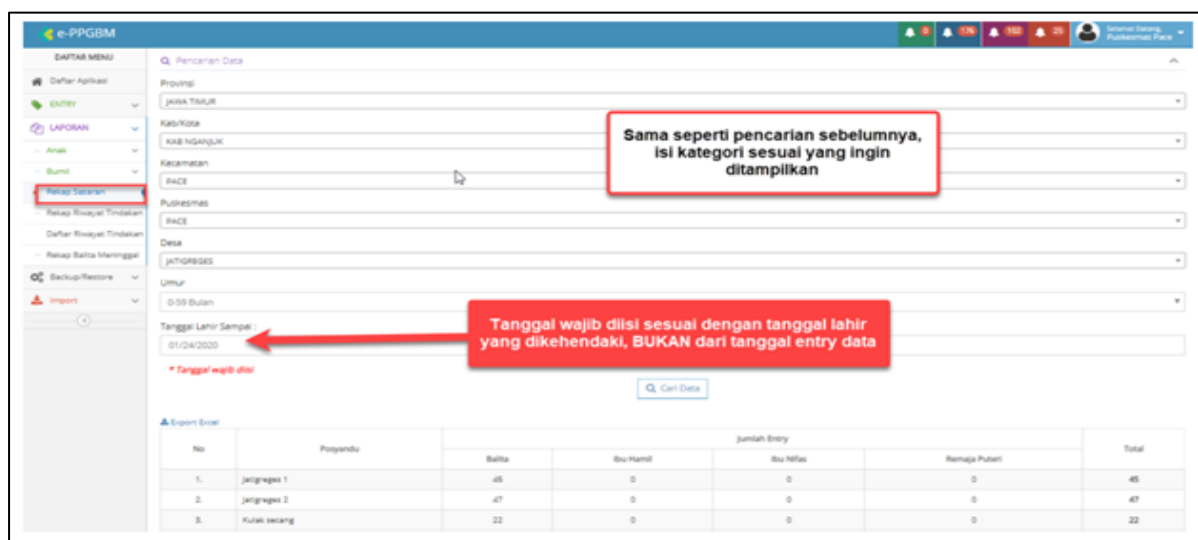 e-PPGBM
0 176 102 25 Selamat Datang,
Puskesmas Pace
DAFTAR MENU
Daftar Aplikasi
ENTRY
LAPORAN
Anak
Bumil
Rekap Sasaran
Rekap Riwayat Tindakan
Daftar Riwayat Tindakan
Rekap Balita Meninggal
Backup/Restore
Import
Pencarian Data
Provinsi
JAWA TIMUR
Kab/Kota
KAB NGANJUK
Kecamatan
PACE
Puskesmas
PACE
Desa
JATIGREGES
Umur
0-59 Bulan
Tanggal Lahir Sampai :
01/24/2020
* Tanggal wajib diisi
Sama seperti pencarian sebelumnya,
isi kategori sesuai yang ingin
ditampilkan
Tanggal wajib diisi sesuai dengan tanggal lahir
yang dikehendaki, BUKAN dari tanggal entry data
Cari Data
Export Excel
No Posyandu Jumlah Entry Total
Balita Ibu Hamil Ibu Nifas Remaja Puteri
1. Jatigreges 1 45 0 0 0 45
2. Jatigreges 2 47 0 0 0 47
3. Kulak secang 22 0 0 0 22